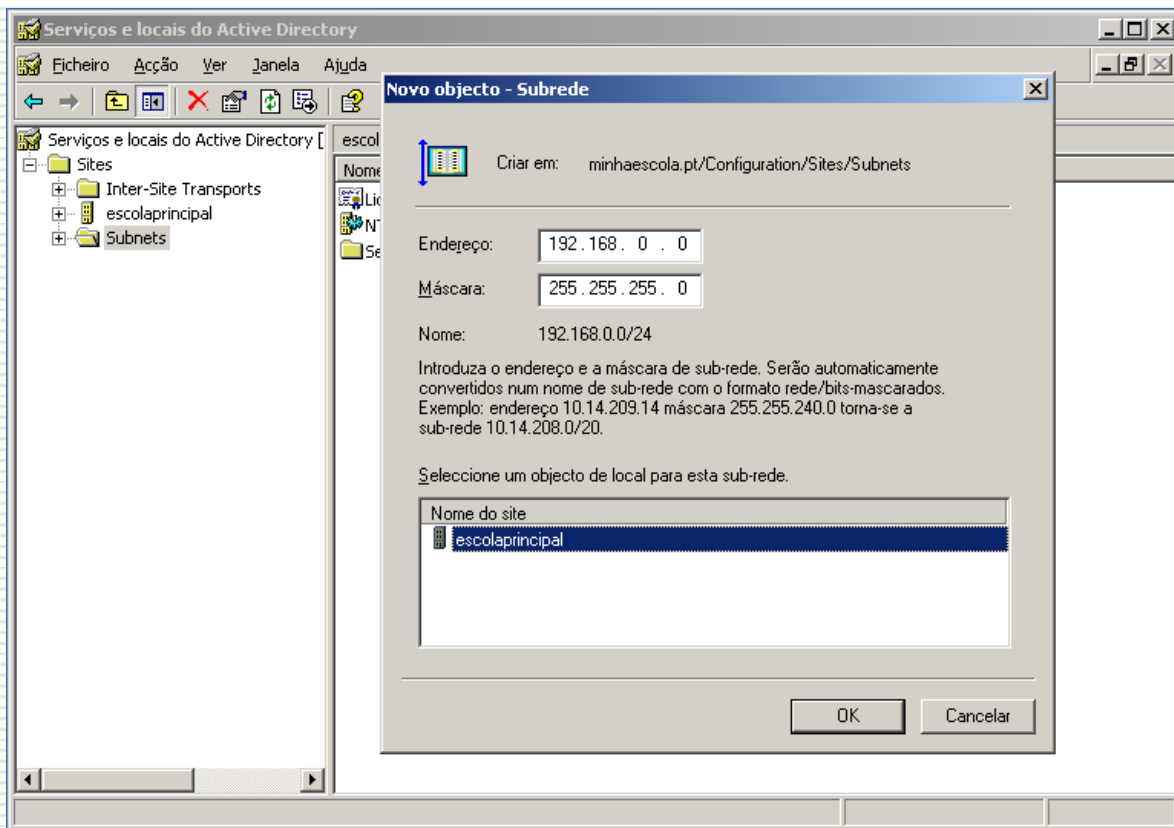 Serviços e locais do Active Directory
Ficheiro Acção Ver Janela Ajuda
Serviços e locais do Active Directory [
Sites
Inter-Site Transports
escolaprincipal
Subnets
escol
Nome
Lic
NT
Se
Novo objecto - Subrede
Criar em: minhaescola.pt/Configuration/Sites/Subnets
Endereço: 192 . 168 . 0 . 0
Máscara: 255 . 255 . 255 . 0
Nome: 192.168.0.0/24
Introduza o endereço e a máscara de sub-rede. Serão automaticamente
convertidos num nome de sub-rede com o formato rede/bits-mascarados.
Exemplo: endereço 10.14.209.14 máscara 255.255.240.0 torna-se a
sub-rede 10.14.208.0/20.
Seleccione um objecto de local para esta sub-rede.
Nome do site
escolaprincipal
OK Cancelar